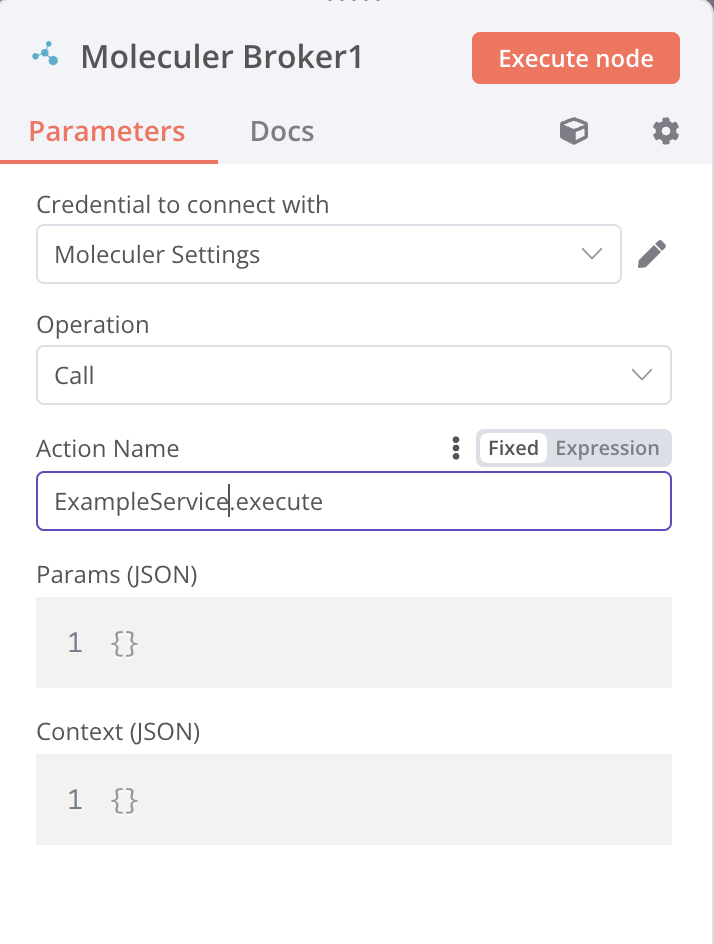 Moleculer Broker1
Execute node
Parameters
Docs
Credential to connect with
Moleculer Settings
Operation
Call
Action Name
Fixed
Expression
ExampleService.execute
Params (JSON)
1 {}
Context (JSON)
1 {}